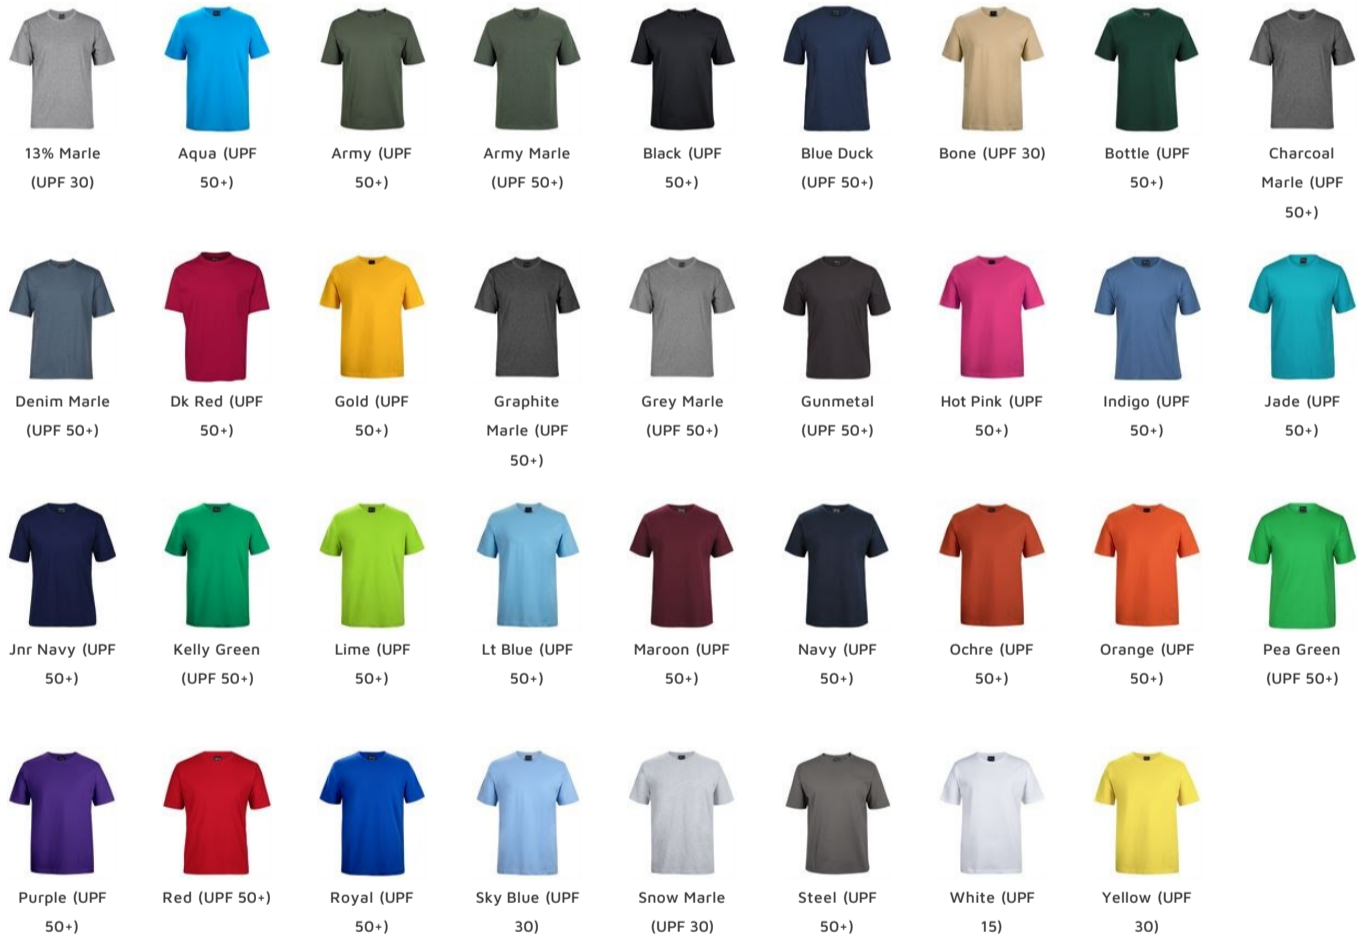 13% Marle
(UPF 30)
Aqua (UPF
50+)
Army (UPF
50+)
Army Marle
(UPF 50+)
Black (UPF
50+)
Blue Duck
(UPF 50+)
Bone (UPF 30)
Bottle (UPF
50+)
Charcoal
Marle (UPF
50+)
Denim Marle
(UPF 50+)
Dk Red (UPF
50+)
Gold (UPF
50+)
Graphite
Marle (UPF
50+)
Grey Marle
(UPF 50+)
Gunmetal
(UPF 50+)
Hot Pink (UPF
50+)
Indigo (UPF
50+)
Jade (UPF
50+)
Jnr Navy (UPF
50+)
Kelly Green
(UPF 50+)
Lime (UPF
50+)
Lt Blue (UPF
50+)
Maroon (UPF
50+)
Navy (UPF
50+)
Ochre (UPF
50+)
Orange (UPF
50+)
Pea Green
(UPF 50+)
Purple (UPF
50+)
Red (UPF 50+)
Royal (UPF
50+)
Sky Blue (UPF
30)
Snow Marle
(UPF 30)
Steel (UPF
50+)
White (UPF
15)
Yellow (UPF
30)